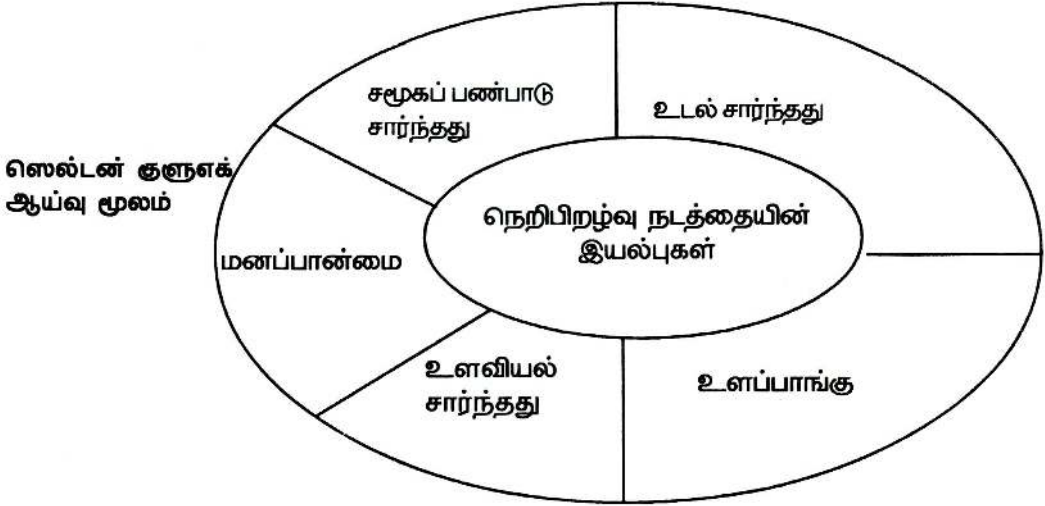 சமூகப் பண்பாடு
சார்ந்தது
உடல் சார்ந்தது
ஸெல்டன் குளுஎக்
ஆய்வு மூலம்
நெறிபிறழ்வு நடத்தையின்
இயல்புகள்
மனப்பான்மை
உளவியல்
சார்ந்தது
உளப்பாங்கு